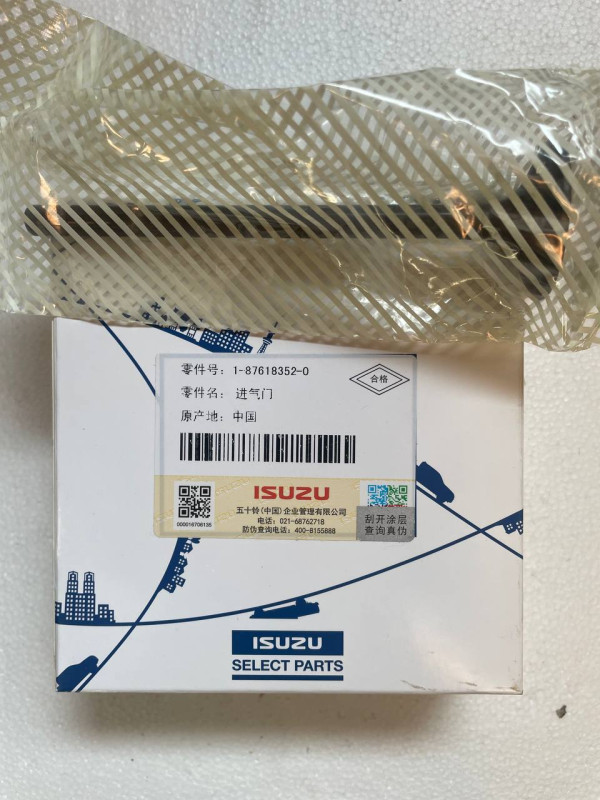 零件号: 1-87618352-0
合格
零件名: 进气门
原产地: 中国
ISUZU
五十铃(中国)企业管理有限公司
电话: 021-68762718
防伪查询电话: 400-8155888
000016706135
刮开涂层
查询真伪
ISUZU
SELECT PARTS